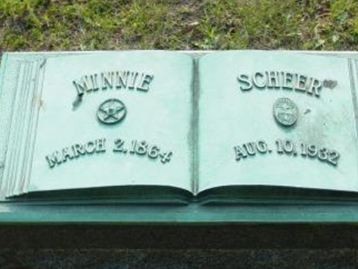 MINNIE SCHEER
MARCH 2, 1864 AUG. 10, 1932